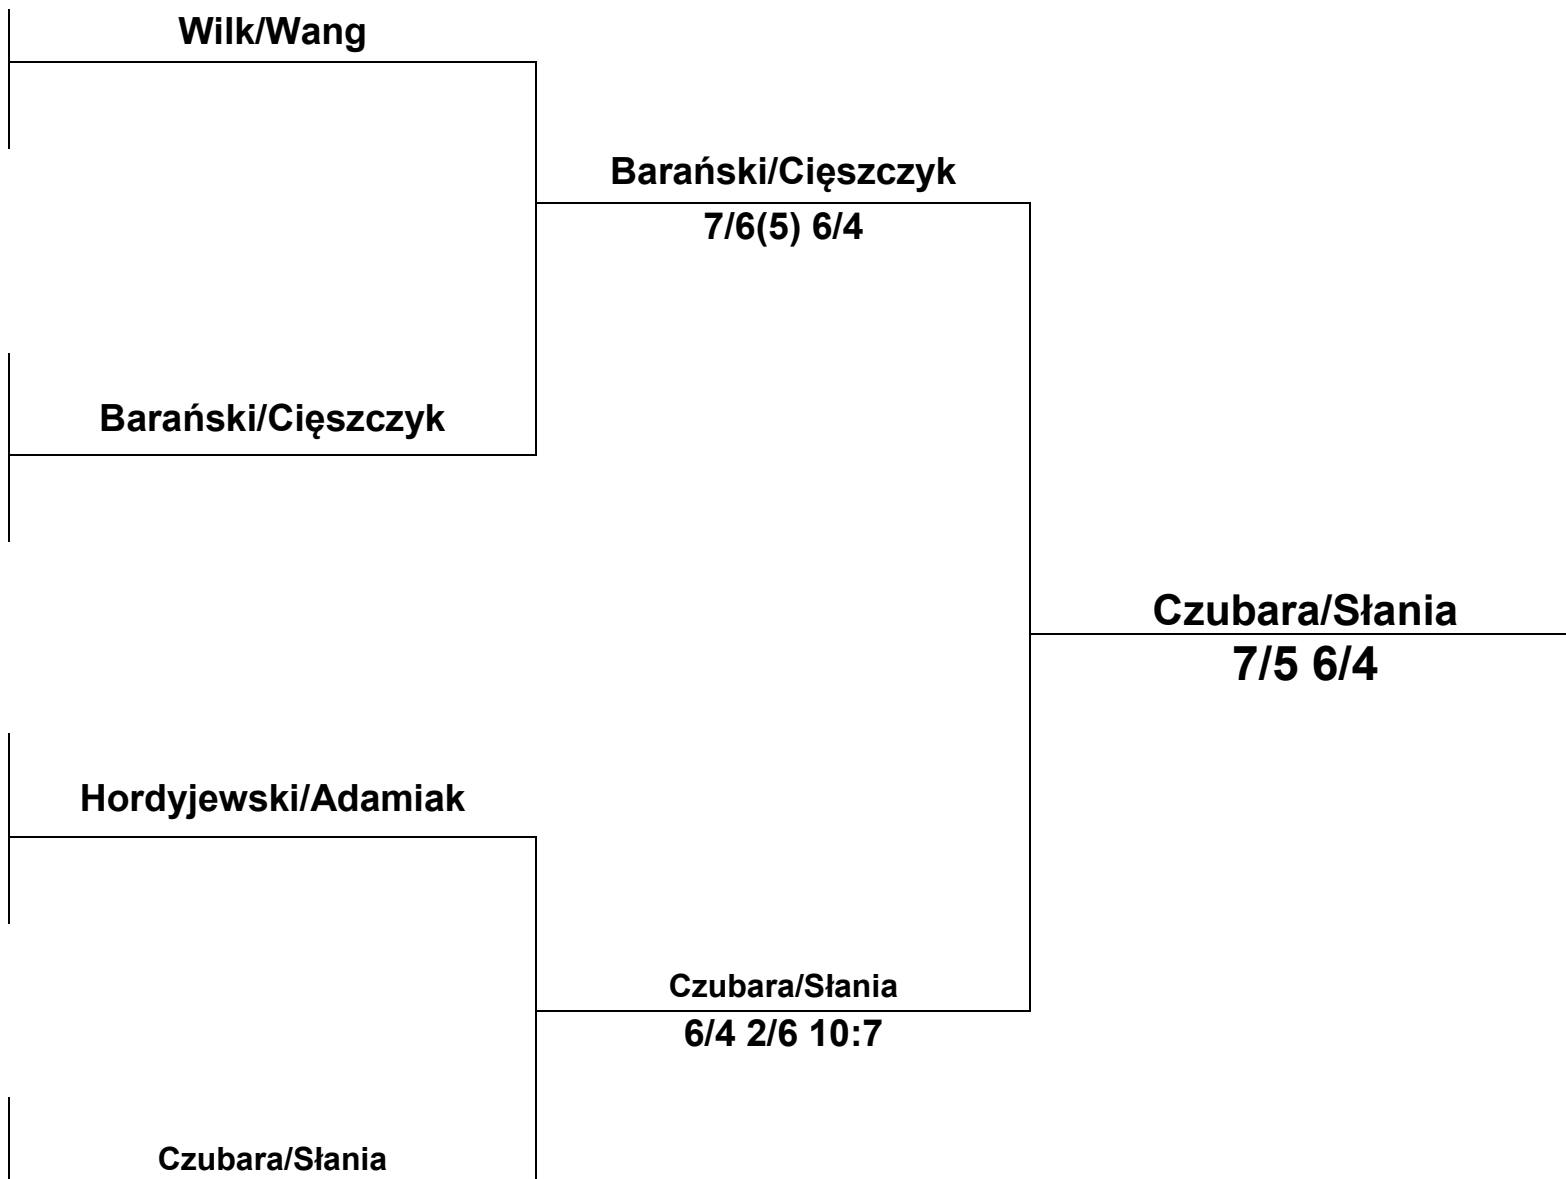 Wilk/Wang
Barański/Cięszczyk
7/6(5) 6/4
Barański/Cięszczyk
Czubara/Słania
7/5 6/4
Hordyjewski/Adamiak
Czubara/Słania
6/4 2/6 10:7
Czubara/Słania